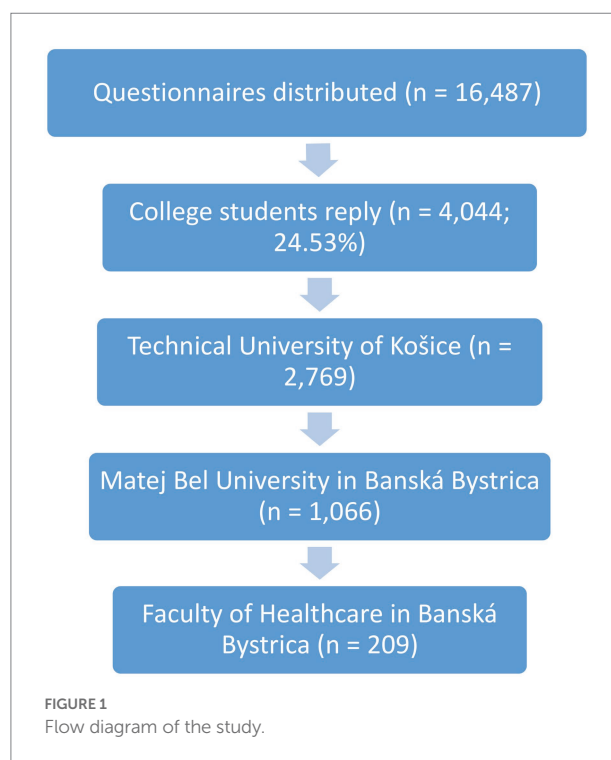 Questionnaires distributed (n = 16,487)
College students reply (n = 4,044;
24.53%)
Technical University of Košice (n =
2,769)
Matej Bel University in Banská Bystrica
(n = 1,066)
Faculty of Healthcare in Banská
Bystrica (n = 209)
FIGURE 1
Flow diagram of the study.